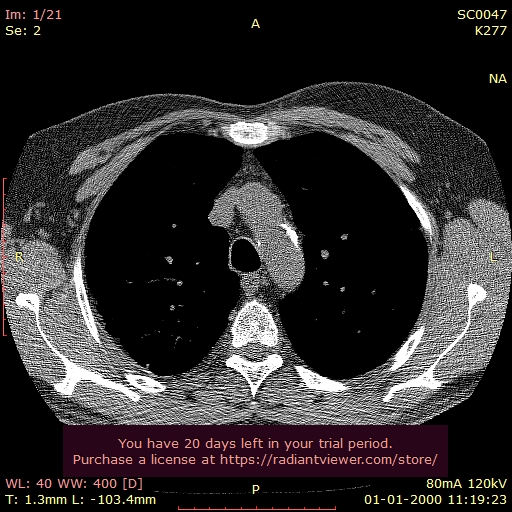 Im: 1/21
Se: 2
A
SC0047
K277
NA
R
L
You have 20 days left in your trial period.
Purchase a license at https://radiantviewer.com/store/
WL: 40 WW: 400 [D]
T: 1.3mm L: -103.4mm
P
80mA 120kV
01-01-2000 11:19:23